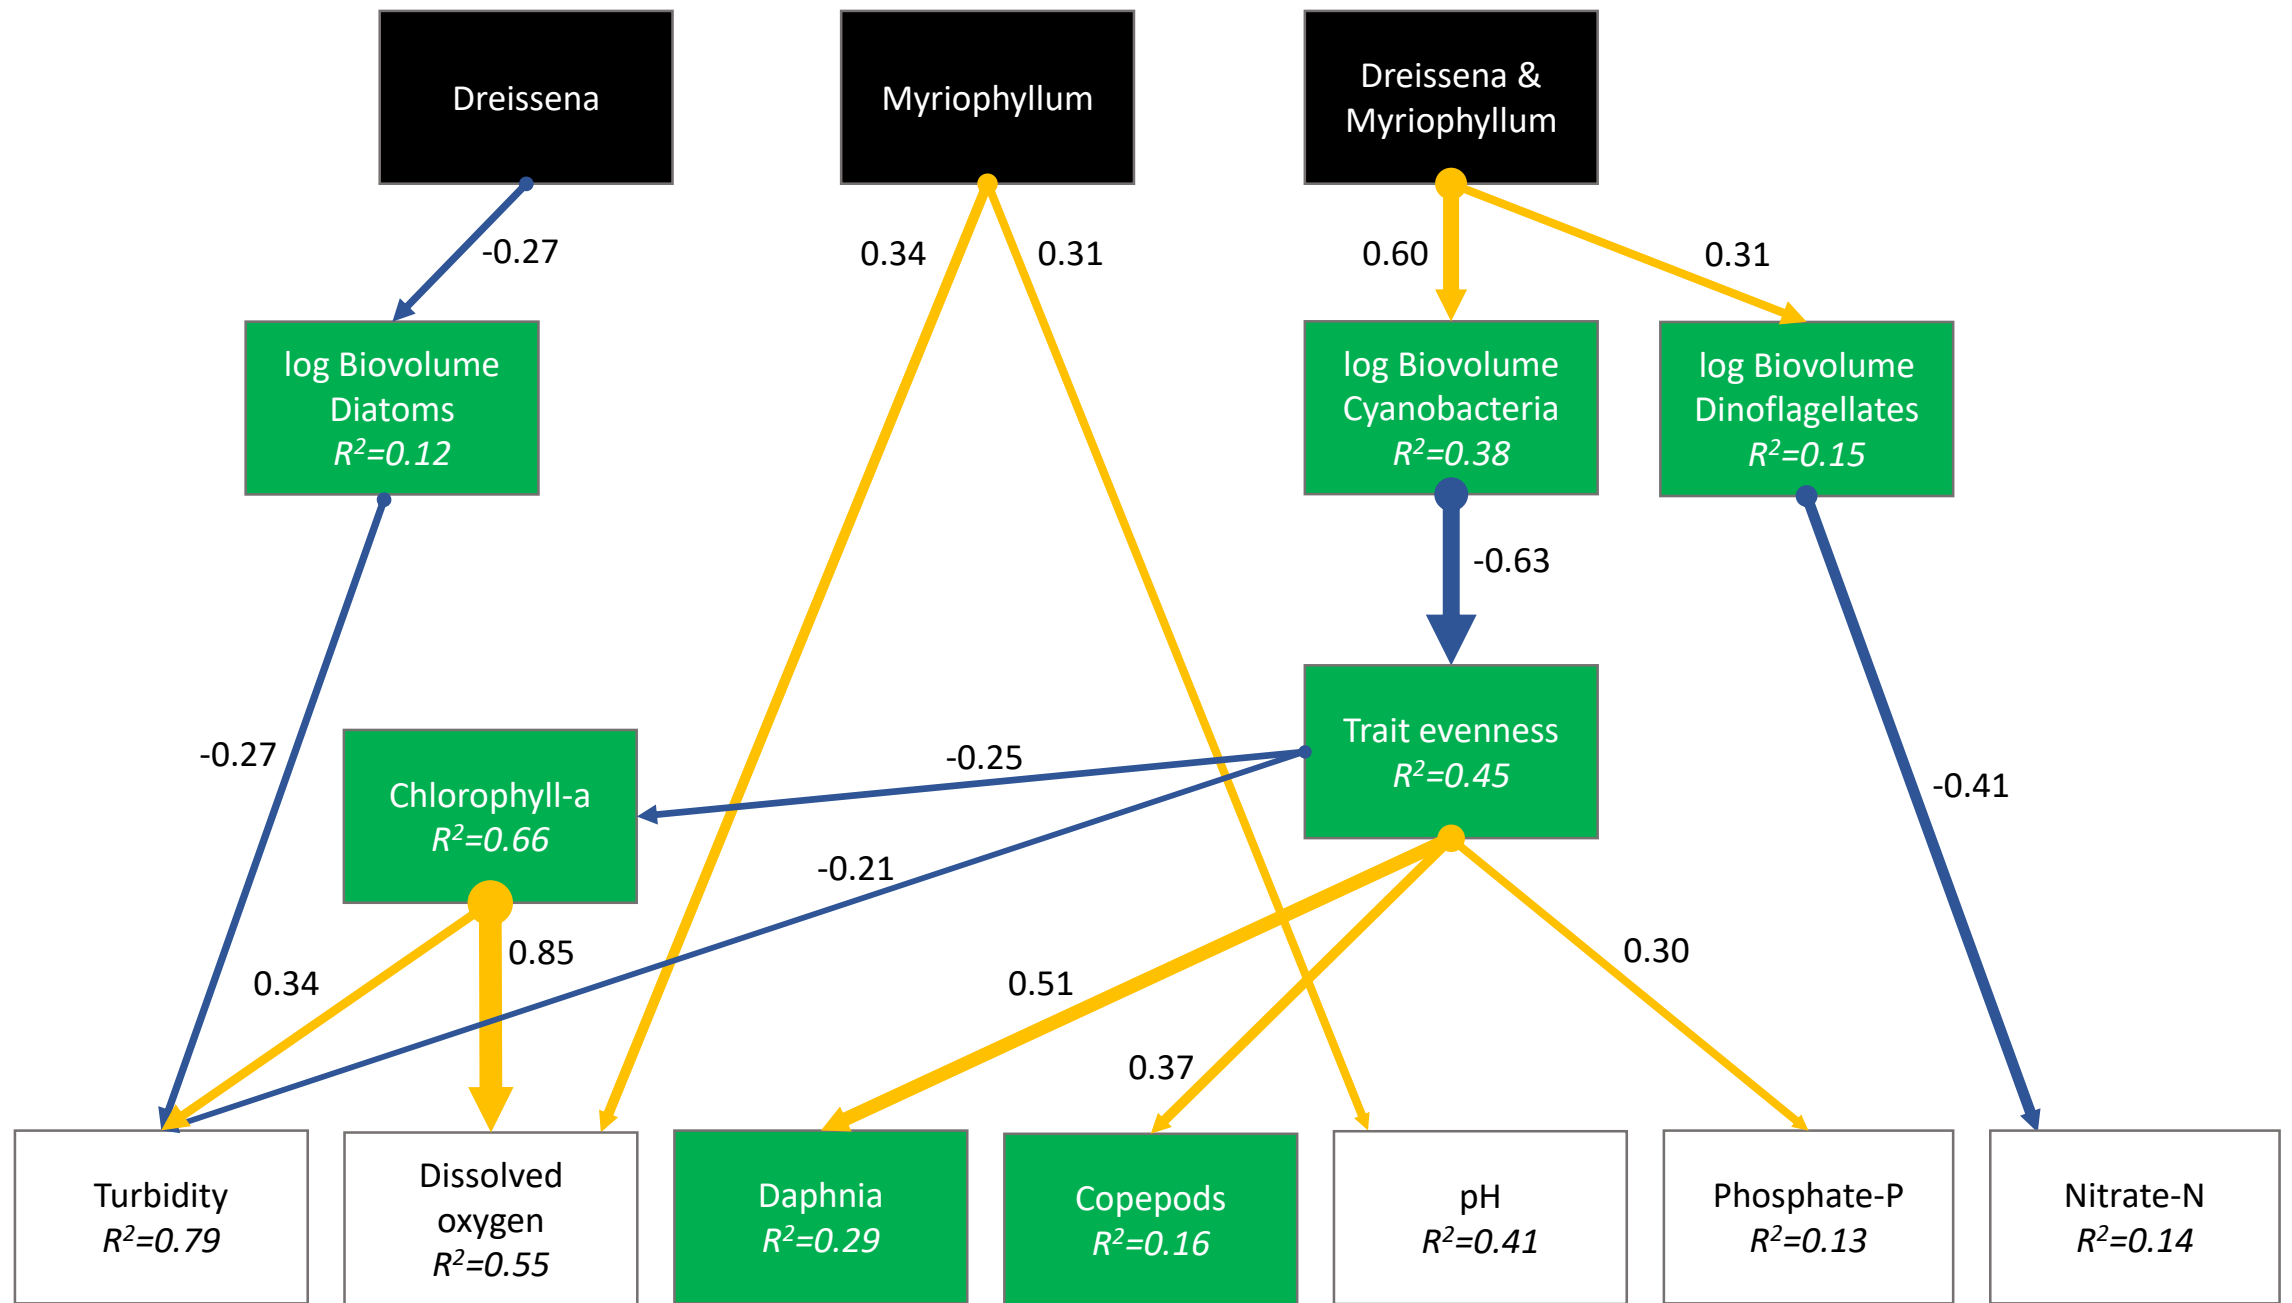 Dreissena
Myriophyllum
Dreissena &
Myriophyllum
-0.27
0.34
0.31
0.60
0.31
log Biovolume
Diatoms
R²=0.12
log Biovolume
Cyanobacteria
R²=0.38
log Biovolume
Dinoflagellates
R²=0.15
-0.63
-0.27
-0.25
Trait evenness
R²=0.45
-0.41
Chlorophyll-a
R²=0.66
-0.21
0.34
0.85
0.51
0.37
0.30
Turbidity
R²=0.79
Dissolved
oxygen
R²=0.55
Daphnia
R²=0.29
Copepods
R²=0.16
pH
R²=0.41
Phosphate-P
R²=0.13
Nitrate-N
R²=0.14